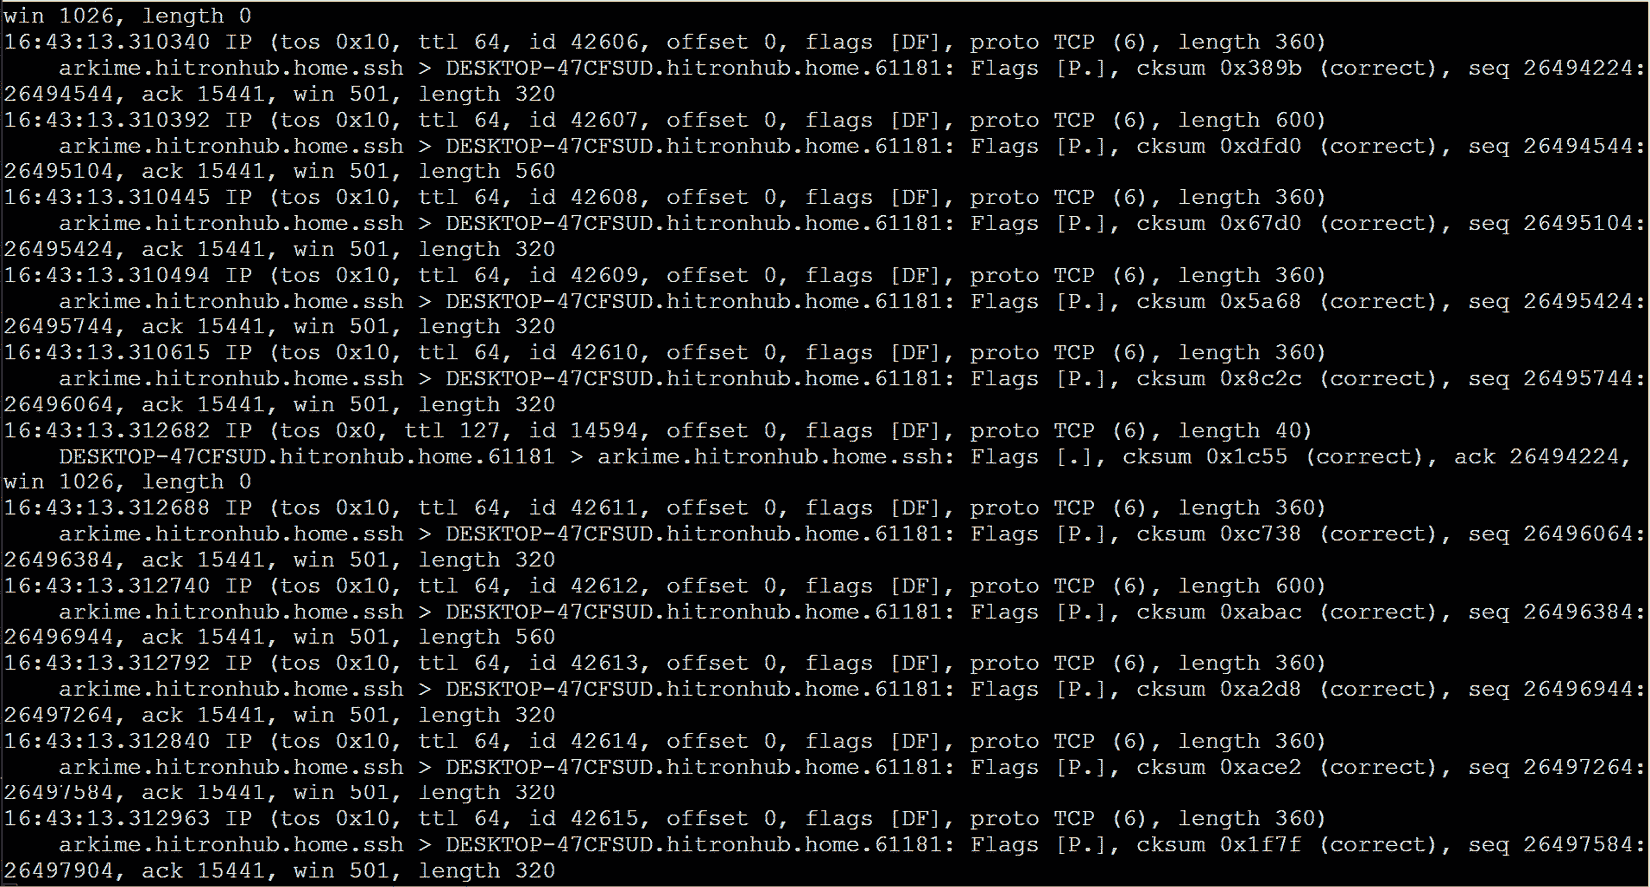 win 1026, length 0
16:43:13.310340 IP (tos 0x10, ttl 64, id 42606, offset 0, flags [DF], proto TCP (6), length 360)
    arkime.hitronhub.home.ssh > DESKTOP-47CFSUD.hitronhub.home.61181: Flags [P.], cksum 0x389b (correct), seq 26494224:
26494544, ack 15441, win 501, length 320
16:43:13.310392 IP (tos 0x10, ttl 64, id 42607, offset 0, flags [DF], proto TCP (6), length 600)
    arkime.hitronhub.home.ssh > DESKTOP-47CFSUD.hitronhub.home.61181: Flags [P.], cksum 0xdfd0 (correct), seq 26494544:
26495104, ack 15441, win 501, length 560
16:43:13.310445 IP (tos 0x10, ttl 64, id 42608, offset 0, flags [DF], proto TCP (6), length 360)
    arkime.hitronhub.home.ssh > DESKTOP-47CFSUD.hitronhub.home.61181: Flags [P.], cksum 0x67d0 (correct), seq 26495104:
26495424, ack 15441, win 501, length 320
16:43:13.310494 IP (tos 0x10, ttl 64, id 42609, offset 0, flags [DF], proto TCP (6), length 360)
    arkime.hitronhub.home.ssh > DESKTOP-47CFSUD.hitronhub.home.61181: Flags [P.], cksum 0x5a68 (correct), seq 26495424:
26495744, ack 15441, win 501, length 320
16:43:13.310615 IP (tos 0x10, ttl 64, id 42610, offset 0, flags [DF], proto TCP (6), length 360)
    arkime.hitronhub.home.ssh > DESKTOP-47CFSUD.hitronhub.home.61181: Flags [P.], cksum 0x8c2c (correct), seq 26495744:
26496064, ack 15441, win 501, length 320
16:43:13.312682 IP (tos 0x0, ttl 127, id 14594, offset 0, flags [DF], proto TCP (6), length 40)
    DESKTOP-47CFSUD.hitronhub.home.61181 > arkime.hitronhub.home.ssh: Flags [.], cksum 0x1c55 (correct), ack 26494224,
win 1026, length 0
16:43:13.312688 IP (tos 0x10, ttl 64, id 42611, offset 0, flags [DF], proto TCP (6), length 360)
    arkime.hitronhub.home.ssh > DESKTOP-47CFSUD.hitronhub.home.61181: Flags [P.], cksum 0xc738 (correct), seq 26496064:
26496384, ack 15441, win 501, length 320
16:43:13.312740 IP (tos 0x10, ttl 64, id 42612, offset 0, flags [DF], proto TCP (6), length 600)
    arkime.hitronhub.home.ssh > DESKTOP-47CFSUD.hitronhub.home.61181: Flags [P.], cksum 0xabac (correct), seq 26496384:
26496944, ack 15441, win 501, length 560
16:43:13.312792 IP (tos 0x10, ttl 64, id 42613, offset 0, flags [DF], proto TCP (6), length 360)
    arkime.hitronhub.home.ssh > DESKTOP-47CFSUD.hitronhub.home.61181: Flags [P.], cksum 0xa2d8 (correct), seq 26496944:
26497264, ack 15441, win 501, length 320
16:43:13.312840 IP (tos 0x10, ttl 64, id 42614, offset 0, flags [DF], proto TCP (6), length 360)
    arkime.hitronhub.home.ssh > DESKTOP-47CFSUD.hitronhub.home.61181: Flags [P.], cksum 0xace2 (correct), seq 26497264:
26497584, ack 15441, win 501, length 320
16:43:13.312963 IP (tos 0x10, ttl 64, id 42615, offset 0, flags [DF], proto TCP (6), length 360)
    arkime.hitronhub.home.ssh > DESKTOP-47CFSUD.hitronhub.home.61181: Flags [P.], cksum 0x1f7f (correct), seq 26497584:
26497904, ack 15441, win 501, length 320